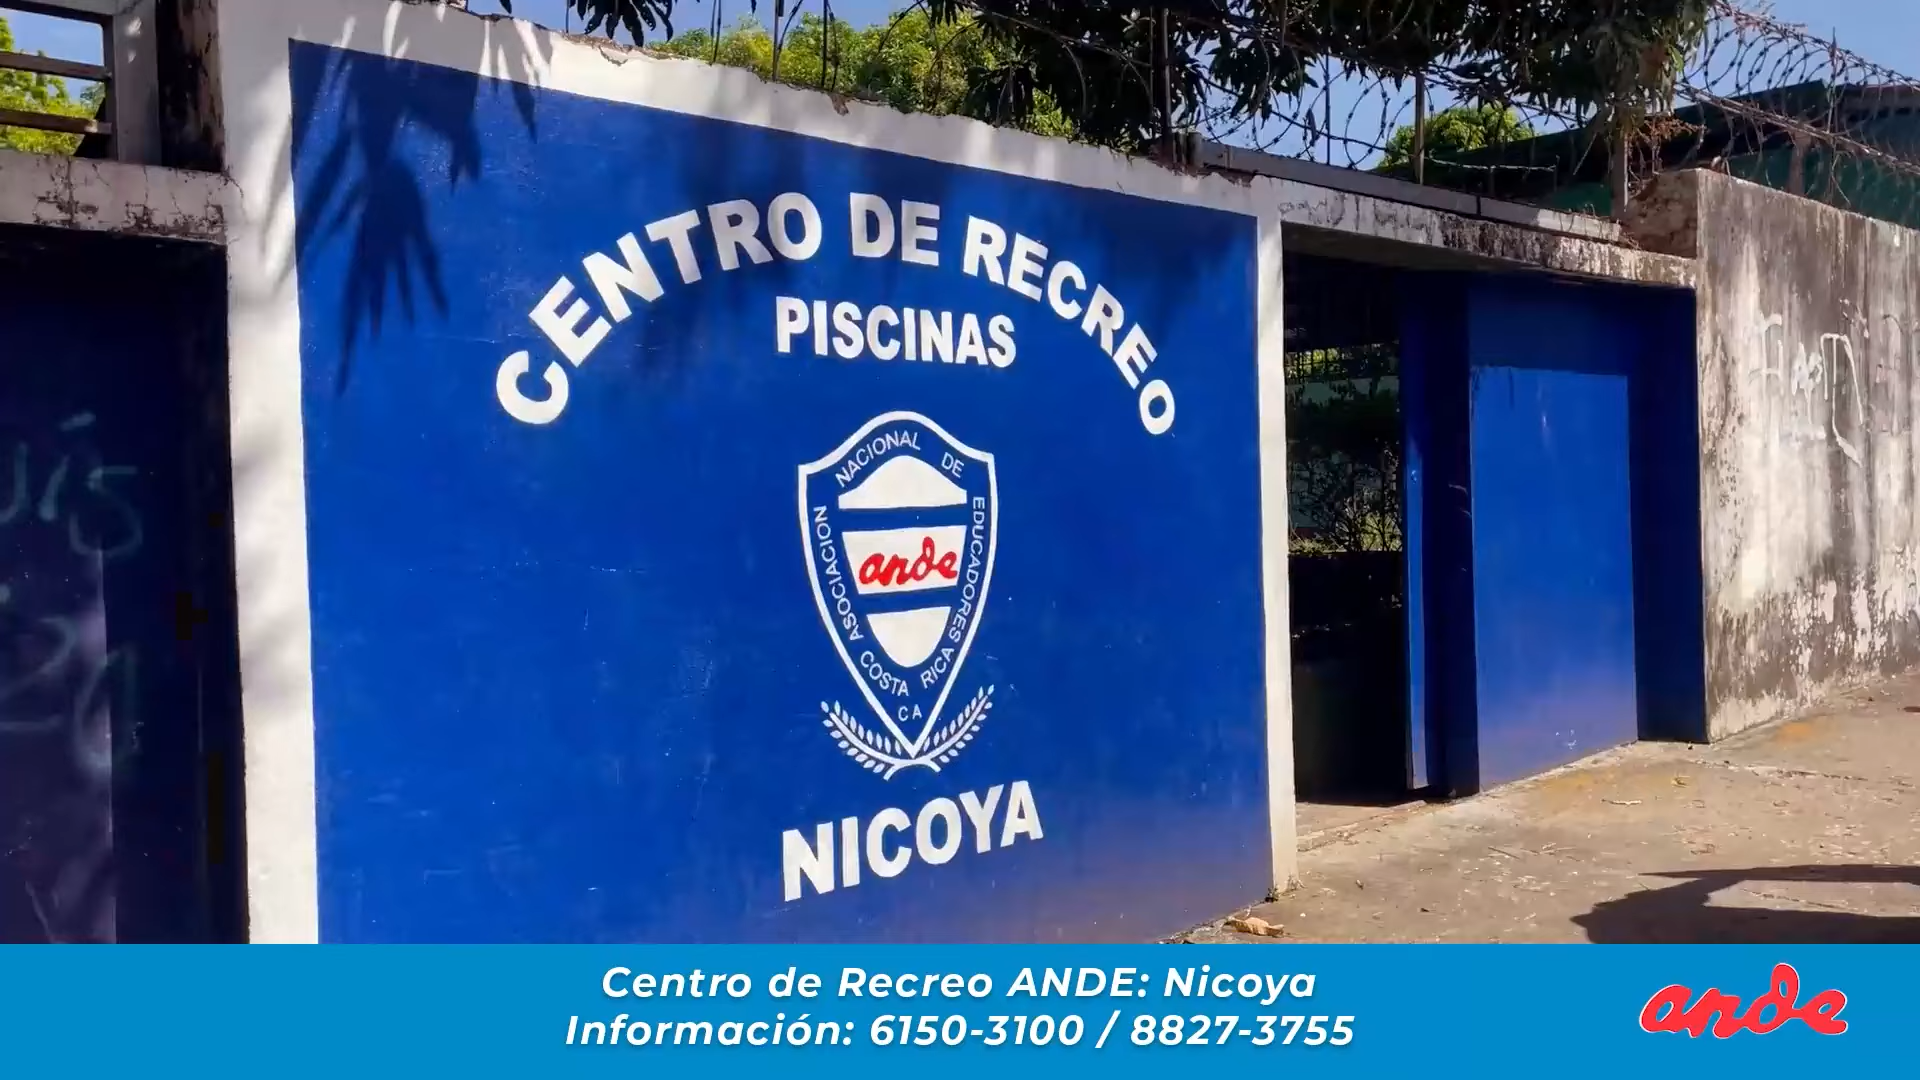 CENTRO DE RECREO
PISCINAS
ASOCIACION NACIONAL DE EDUCADORES
ande
COSTA RICA
CA
NICOYA
Centro de Recreo ANDE: Nicoya
Información: 6150-3100 / 8827-3755
ande